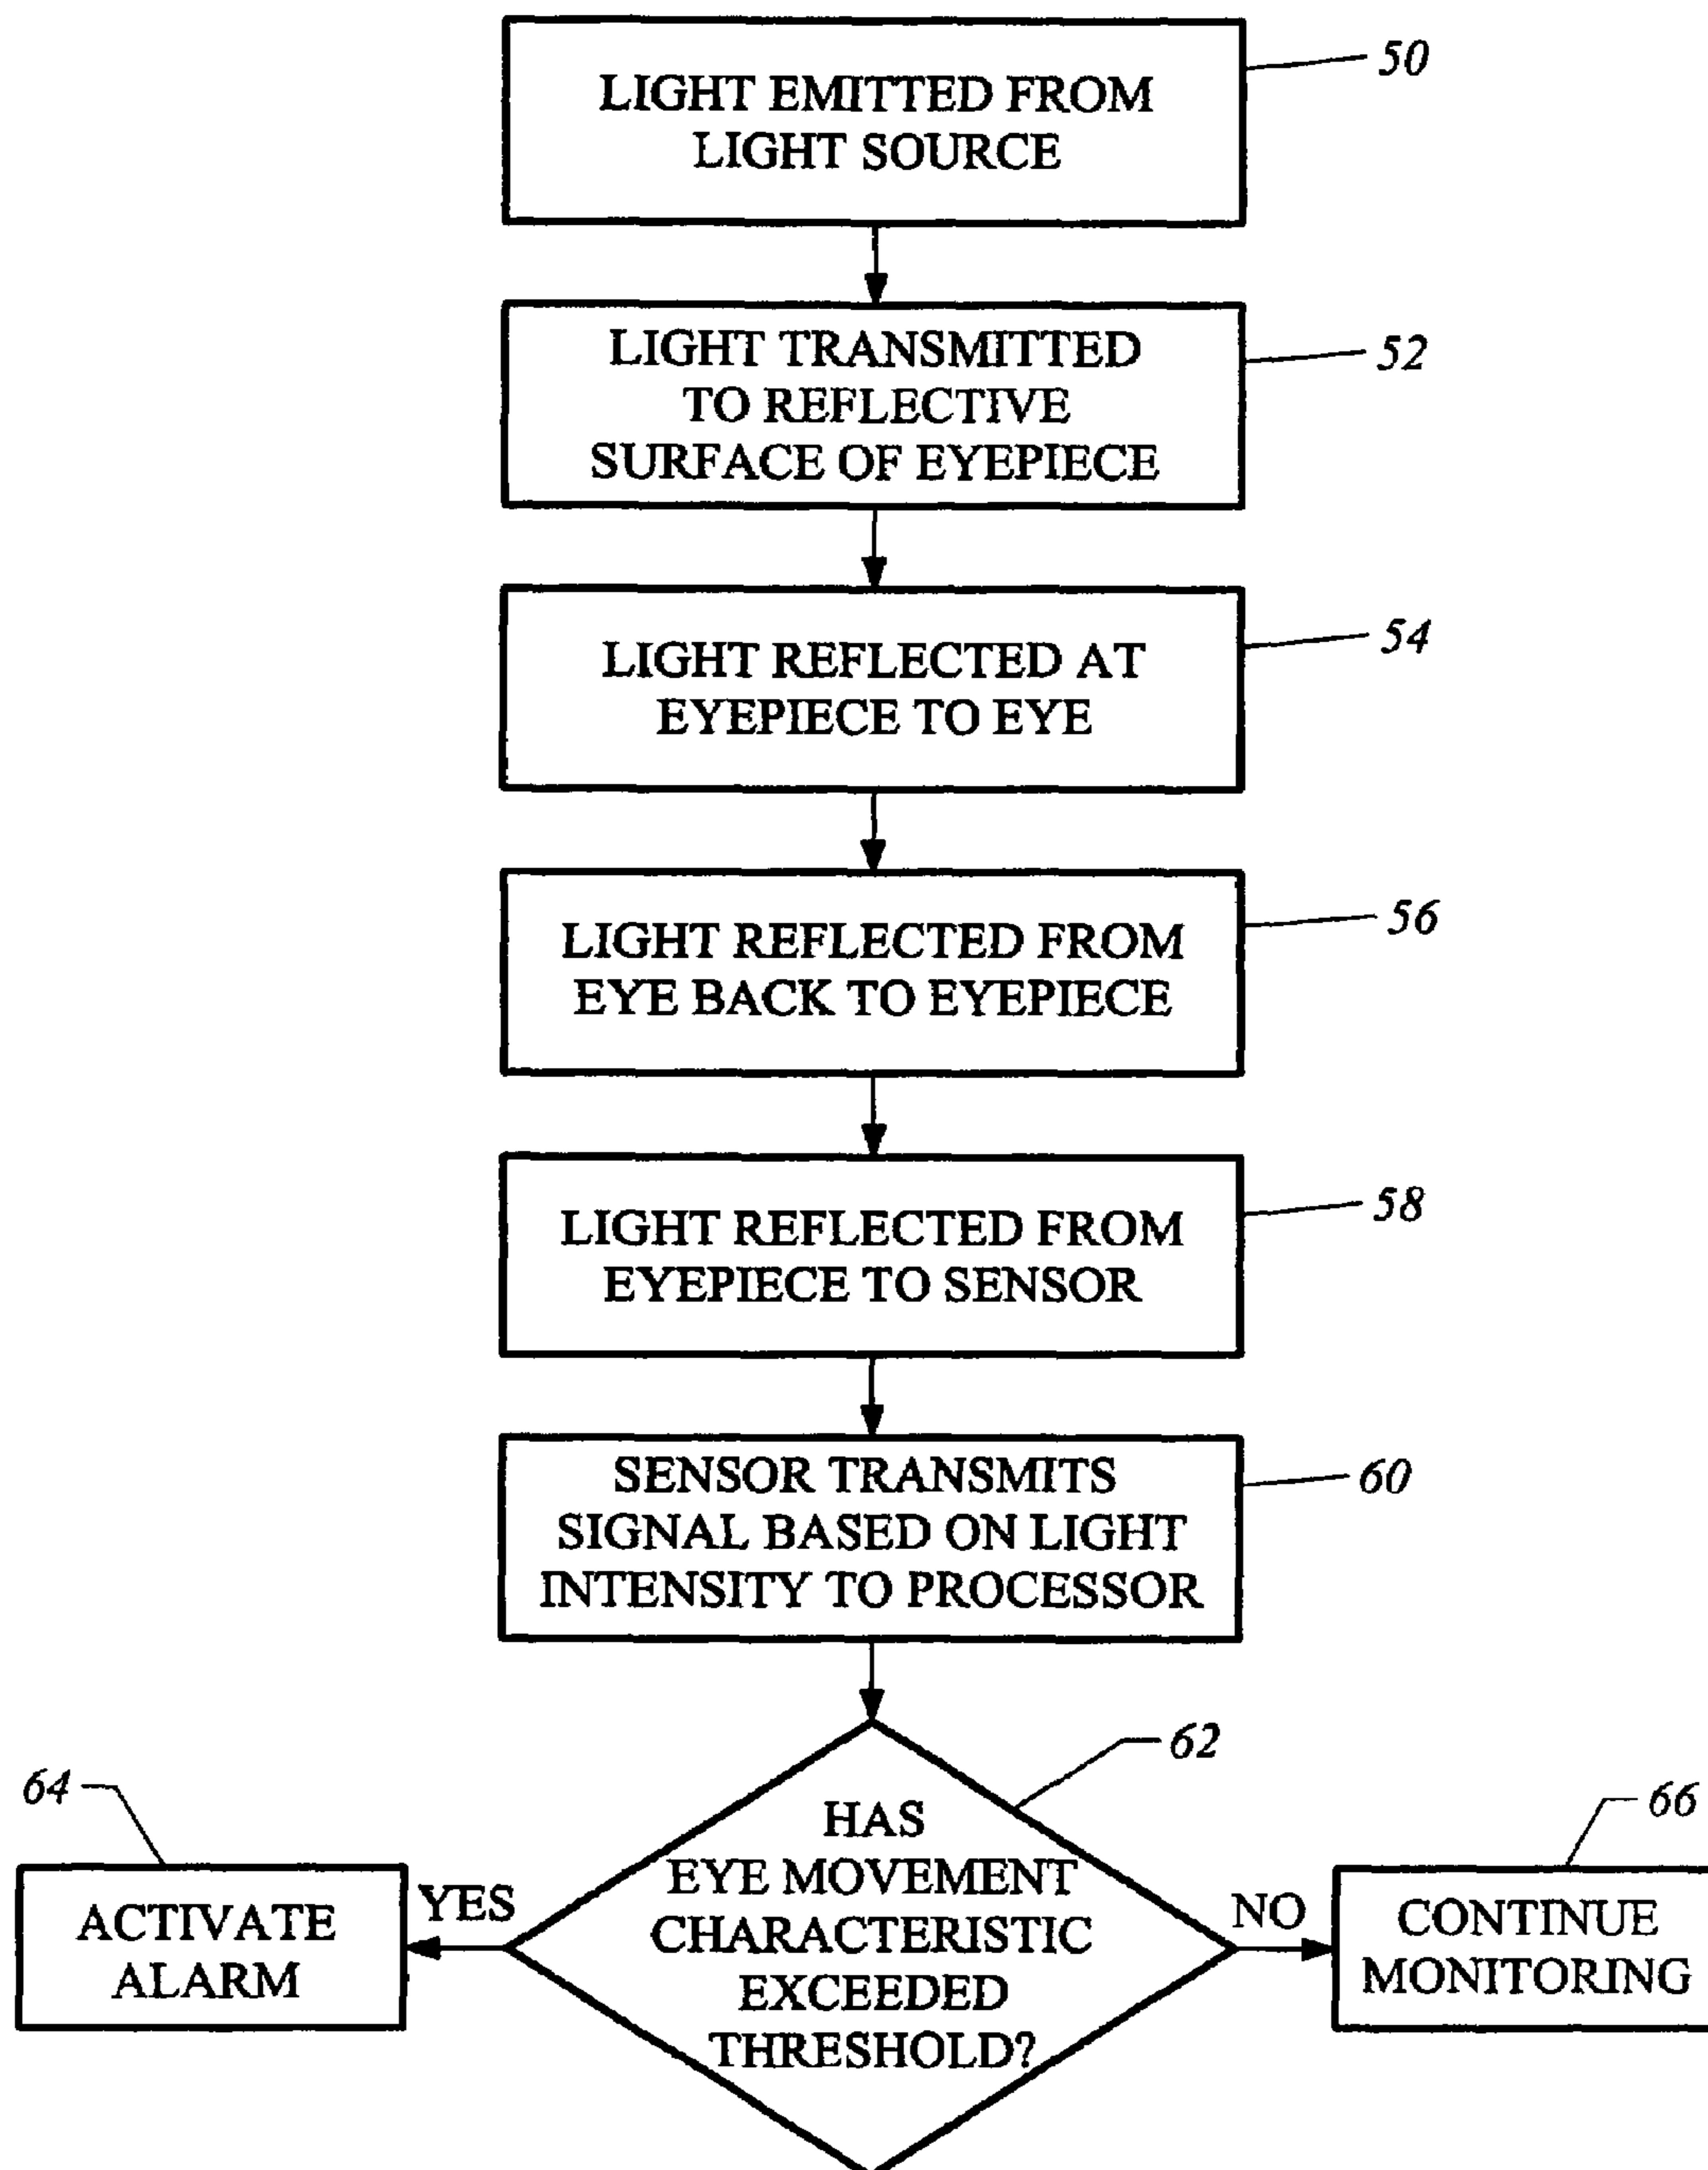 LIGHT EMITTED FROM
LIGHT SOURCE
50
LIGHT TRANSMITTED
TO REFLECTIVE
SURFACE OF EYEPIECE
52
LIGHT REFLECTED AT
EYEPIECE TO EYE
54
LIGHT REFLECTED FROM
EYE BACK TO EYEPIECE
56
LIGHT REFLECTED FROM
EYEPIECE TO SENSOR
58
SENSOR TRANSMITS
SIGNAL BASED ON LIGHT
INTENSITY TO PROCESSOR
60
HAS
EYE MOVEMENT
CHARACTERISTIC
EXCEEDED
THRESHOLD?
62
YES
ACTIVATE
ALARM
64
NO
CONTINUE
MONITORING
66